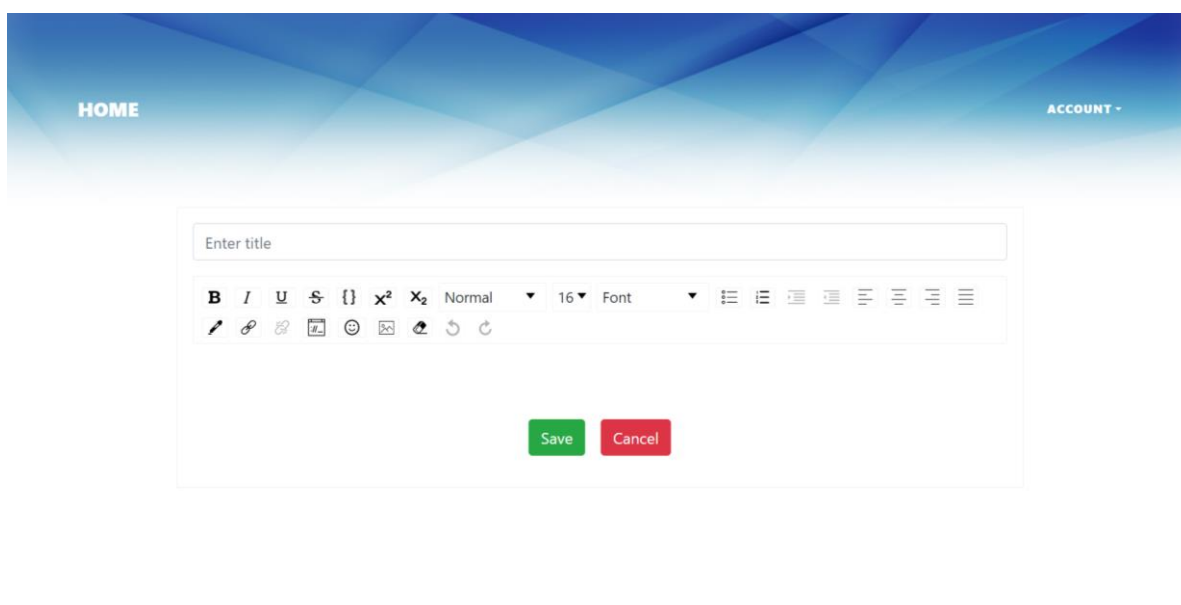 HOME
ACCOUNT
Enter title
B I U S {} x² x₂ Normal 16 Font
Save Cancel